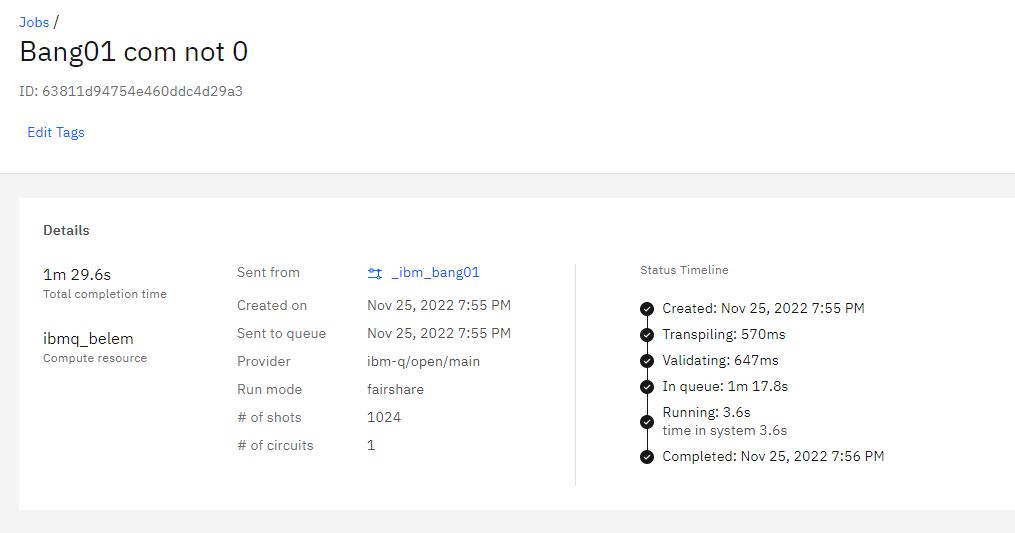 Jobs /
Bang01 com not 0
ID: 63811d94754e460ddc4d29a3
Edit Tags
Details
1m 29.6s
Total completion time
ibmq_belem
Compute resource
Sent from _ibm_bang01
Created on Nov 25, 2022 7:55 PM
Sent to queue Nov 25, 2022 7:55 PM
Provider ibm-q/open/main
Run mode fairshare
# of shots 1024
# of circuits 1
Status Timeline
Created: Nov 25, 2022 7:55 PM
Transpiling: 570ms
Validating: 647ms
In queue: 1m 17.8s
Running: 3.6s
time in system 3.6s
Completed: Nov 25, 2022 7:56 PM